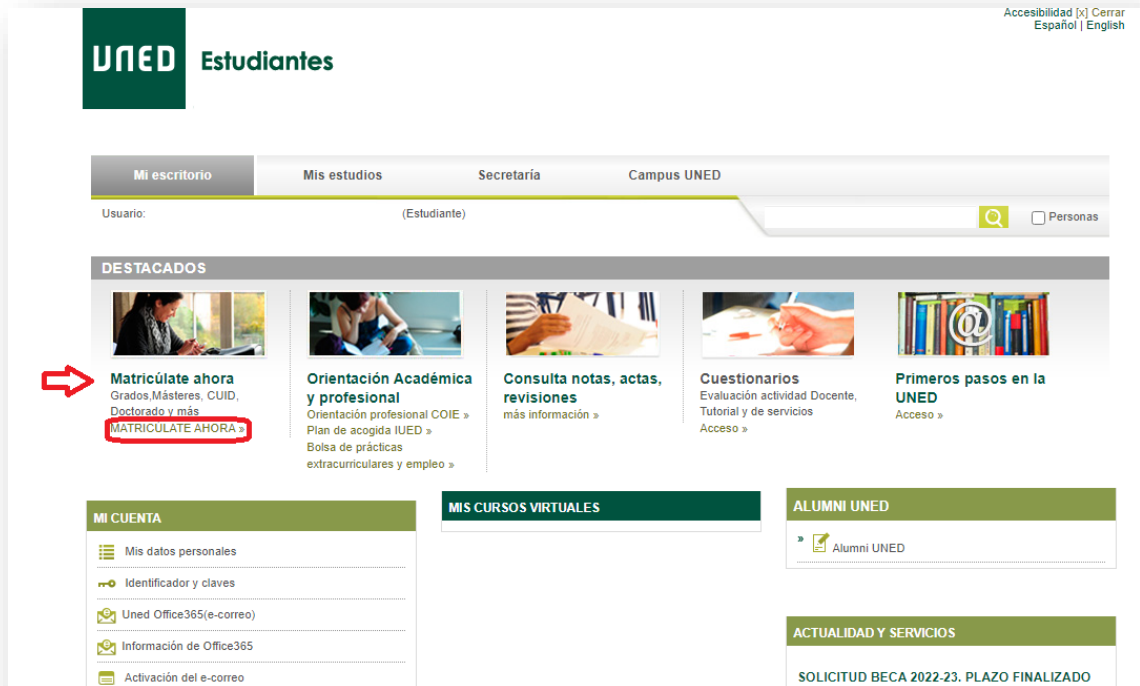 Accesibilidad [x] Cerrar
Español | English
UNED Estudiantes
Mi escritorio Mis estudios Secretaría Campus UNED
Usuario: (Estudiante)
Personas
DESTACADOS
Matricúlate ahora
Grados,Másteres, CUID,
Doctorado y más
MATRICULATE AHORA »
Orientación Académica
y profesional
Orientación profesional COIE »
Plan de acogida IUED »
Bolsa de prácticas
extracurriculares y empleo »
Consulta notas, actas,
revisiones
más información »
Cuestionarios
Evaluación actividad Docente,
Tutorial y de servicios
Acceso »
@
Primeros pasos en la
UNED
Acceso »
MI CUENTA
Mis datos personales
Identificador y claves
Uned Office365(e-correo)
Información de Office365
Activación del e-correo
MIS CURSOS VIRTUALES
ALUMNI UNED
» Alumni UNED
ACTUALIDAD Y SERVICIOS
SOLICITUD BECA 2022-23. PLAZO FINALIZADO